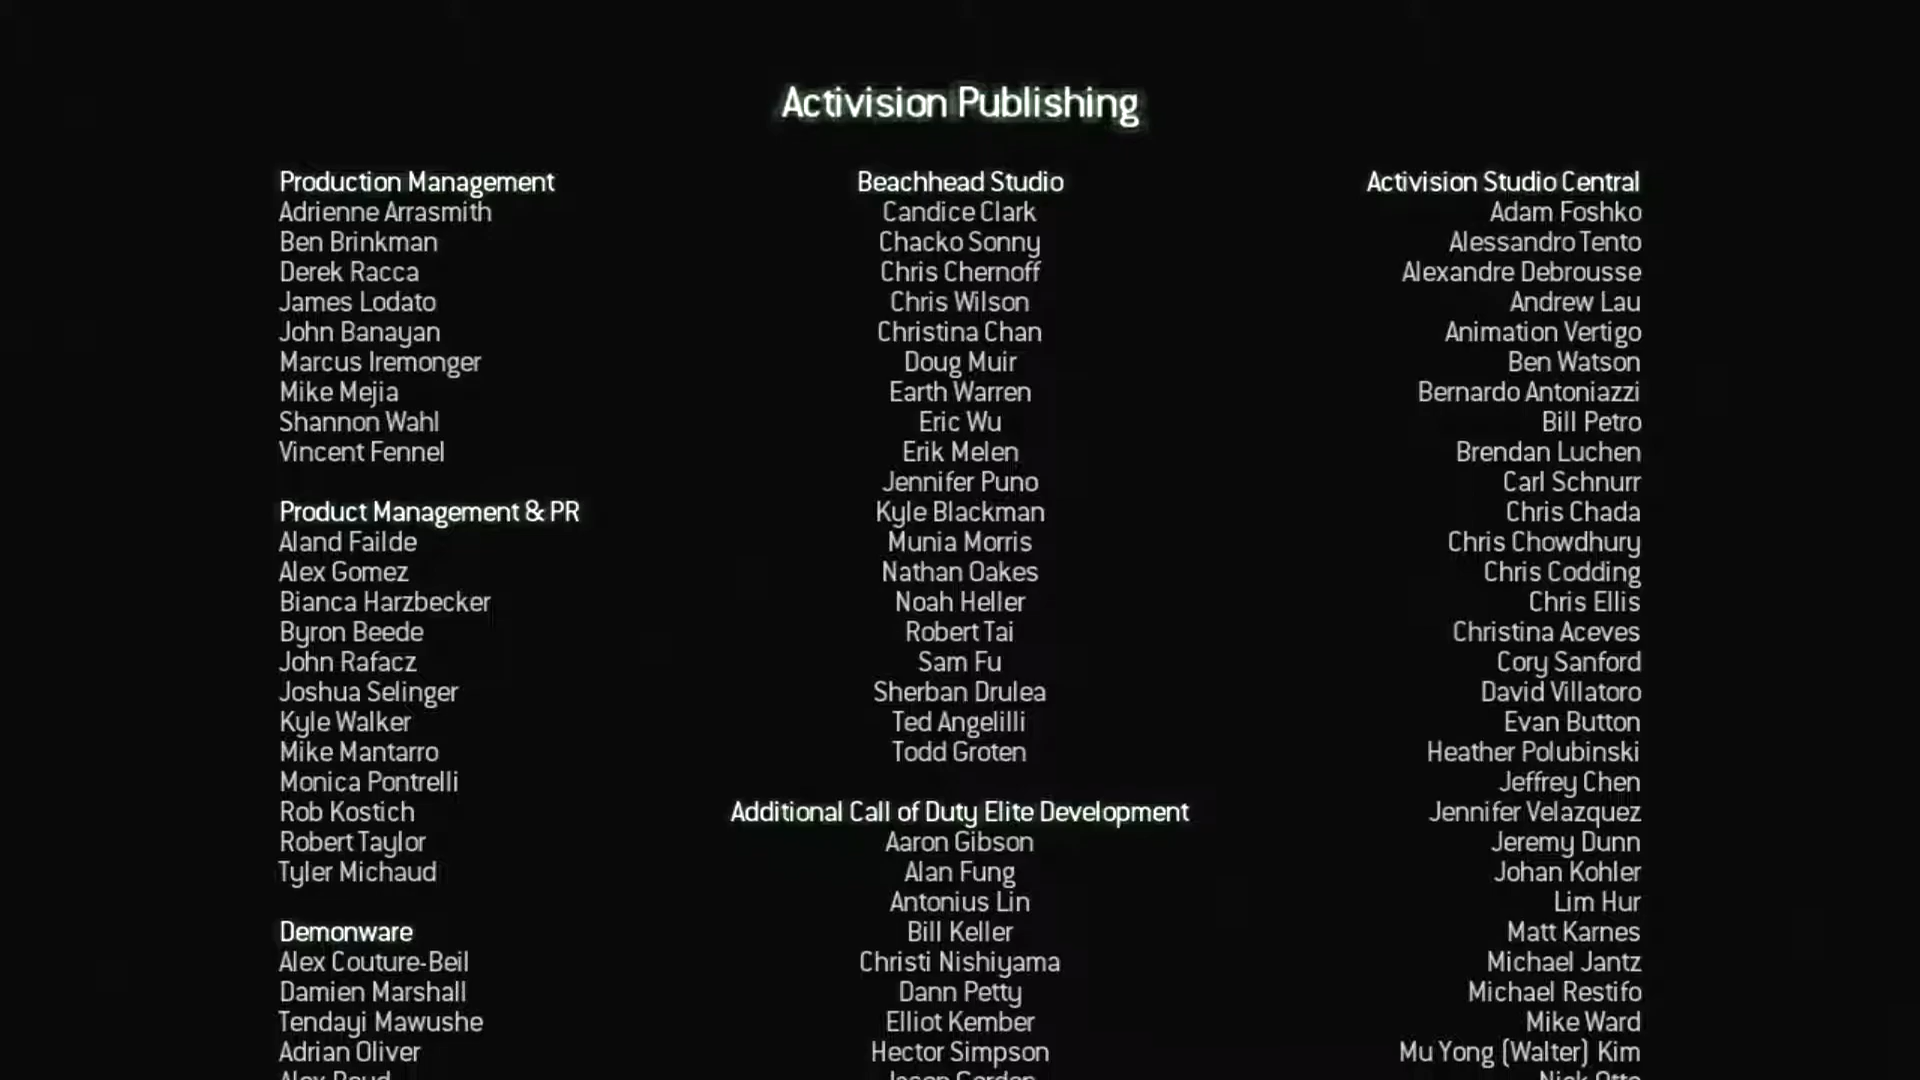 Activision Publishing
Production Management
Adrienne Arrasmith
Ben Brinkman
Derek Racca
James Lodato
John Banayan
Marcus Iremonger
Mike Mejia
Shannon Wahl
Vincent Fennel
Product Management & PR
Aland Failde
Alex Gomez
Bianca Harzbecker
Byron Beede
John Rafacz
Joshua Selinger
Kyle Walker
Mike Mantarro
Monica Pontrelli
Rob Kostich
Robert Taylor
Tyler Michaud
Demonware
Alex Couture-Beil
Damien Marshall
Tendayi Mawushe
Adrian Oliver
Beachhead Studio
Candice Clark
Chacko Sonny
Chris Chernoff
Chris Wilson
Christina Chan
Doug Muir
Earth Warren
Eric Wu
Erik Melen
Jennifer Puno
Kyle Blackman
Munia Morris
Nathan Oakes
Noah Heller
Robert Tai
Sam Fu
Sherban Drulea
Ted Angelilli
Todd Groten
Additional Call of Duty Elite Development
Aaron Gibson
Alan Fung
Antonius Lin
Bill Keller
Christi Nishiyama
Dann Petty
Elliot Kember
Hector Simpson
Activision Studio Central
Adam Foshko
Alessandro Tento
Alexandre Debrousse
Andrew Lau
Animation Vertigo
Ben Watson
Bernardo Antoniazzi
Bill Petro
Brendan Luchen
Carl Schnurr
Chris Chada
Chris Chowdhury
Chris Codding
Chris Ellis
Christina Aceves
Cory Sanford
David Villatoro
Evan Button
Heather Polubinski
Jeffrey Chen
Jennifer Velazquez
Jeremy Dunn
Johan Kohler
Lim Hur
Matt Karnes
Michael Jantz
Michael Restifo
Mike Ward
Mu Yong (Walter) Kim